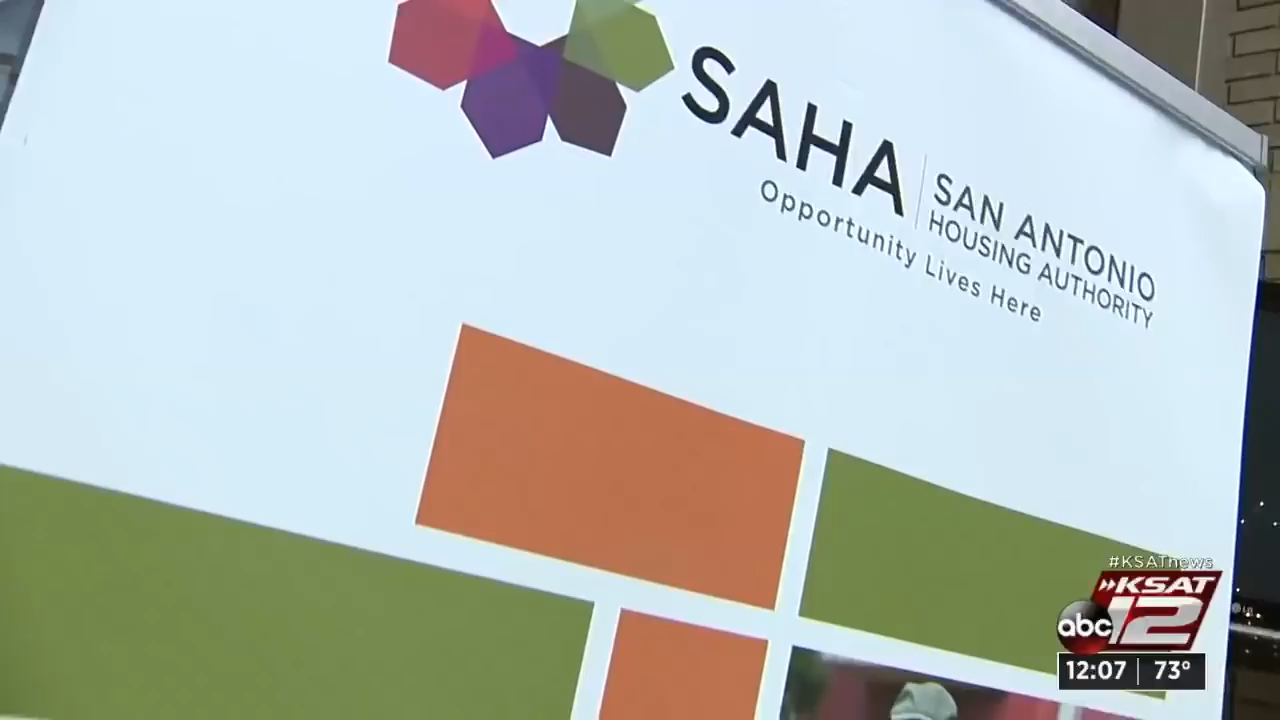 SAHA
SAN ANTONIO
HOUSING AUTHORITY
Opportunity Lives Here
#KSATnews
KSAT
abc 12
12:07 73°